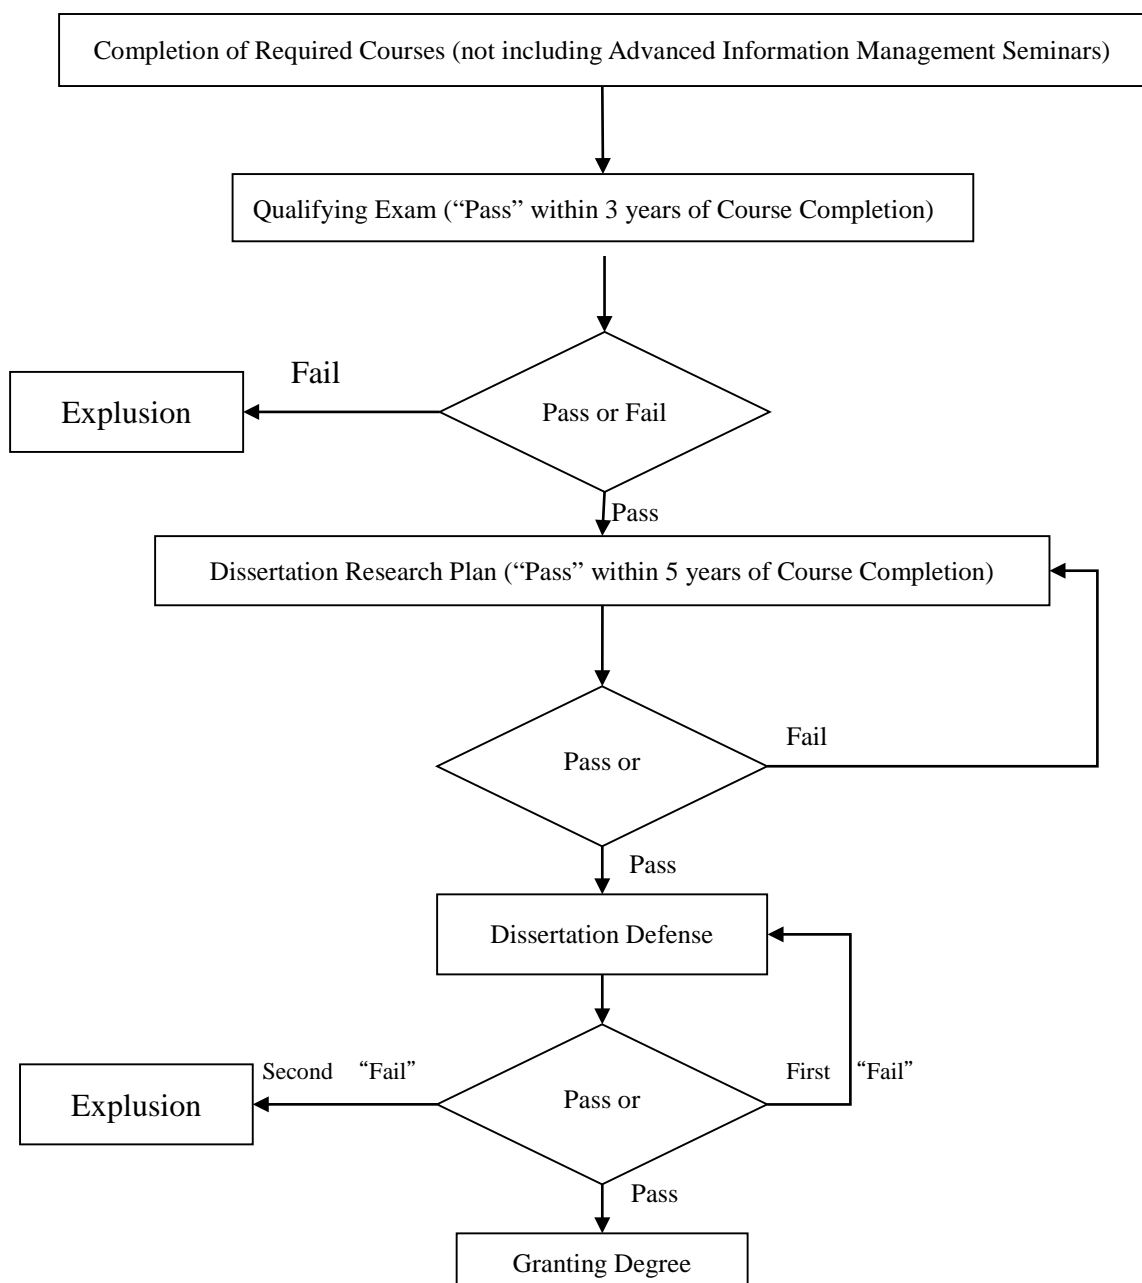 Completion of Required Courses (not including Advanced Information Management Seminars)
Qualifying Exam (“Pass” within 3 years of Course Completion)
Fail
Explusion
Pass or Fail
Pass
Dissertation Research Plan (“Pass” within 5 years of Course Completion)
Fail
Pass or
Pass
Dissertation Defense
Second “Fail”
First “Fail”
Explusion
Pass or
Pass
Granting Degree